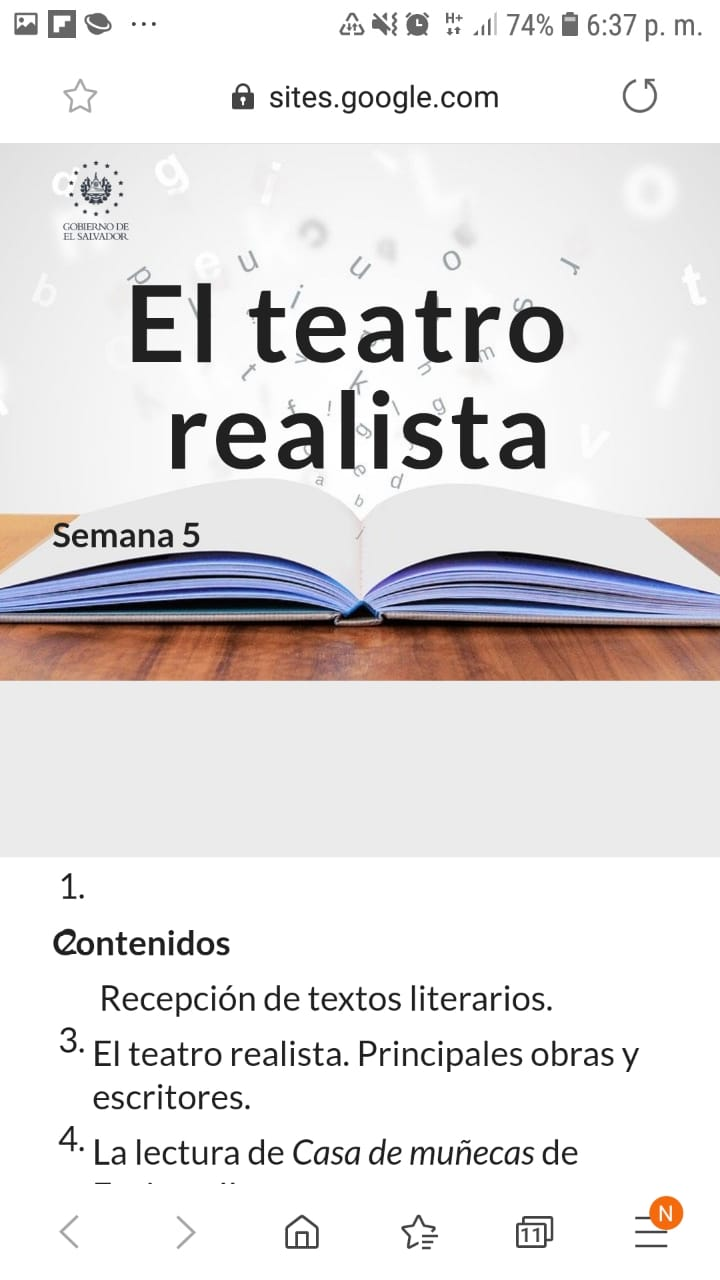 H+
74%
6:37 p. m.
sites.google.com
GOBIERNO DE
EL SALVADOR
El teatro
realista
Semana 5
1.
Contenidos
2.
Recepción de textos literarios.
3. El teatro realista. Principales obras y
escritores.
4. La lectura de Casa de muñecas de
11
N